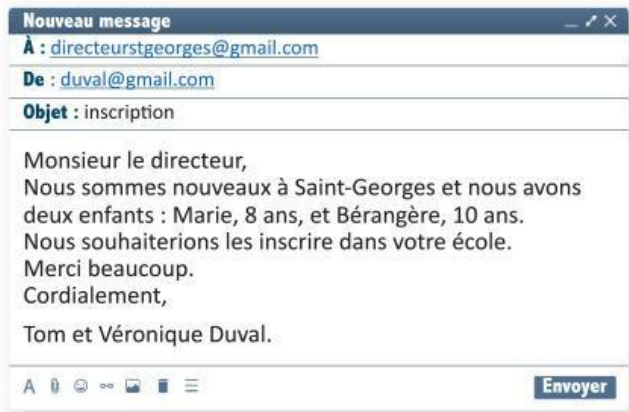 Nouveau message
À : directeurstgeorges@gmail.com
De : duval@gmail.com
Objet : inscription
Monsieur le directeur,
Nous sommes nouveaux à Saint-Georges et nous avons
deux enfants : Marie, 8 ans, et Bérangère, 10 ans.
Nous souhaiterions les inscrire dans votre école.
Merci beaucoup.
Cordialement,
Tom et Véronique Duval.
A
Envoyer